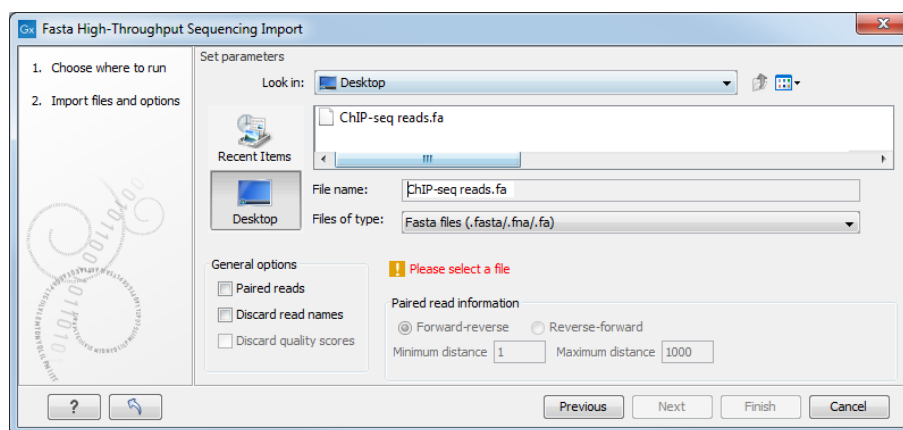 Gx Fasta High-Throughput Sequencing Import
1. Choose where to run
2. Import files and options
Set parameters
Look in: Desktop
ChIP-seq reads.fa
Recent Items
Desktop
File name: ChIP-seq reads.fa
Files of type: Fasta files (.fasta/.fna/.fa)
General options
Paired reads
Discard read names
Discard quality scores
Please select a file
Paired read information
Forward-reverse Reverse-forward
Minimum distance 1 Maximum distance 1000
? Previous Next Finish Cancel